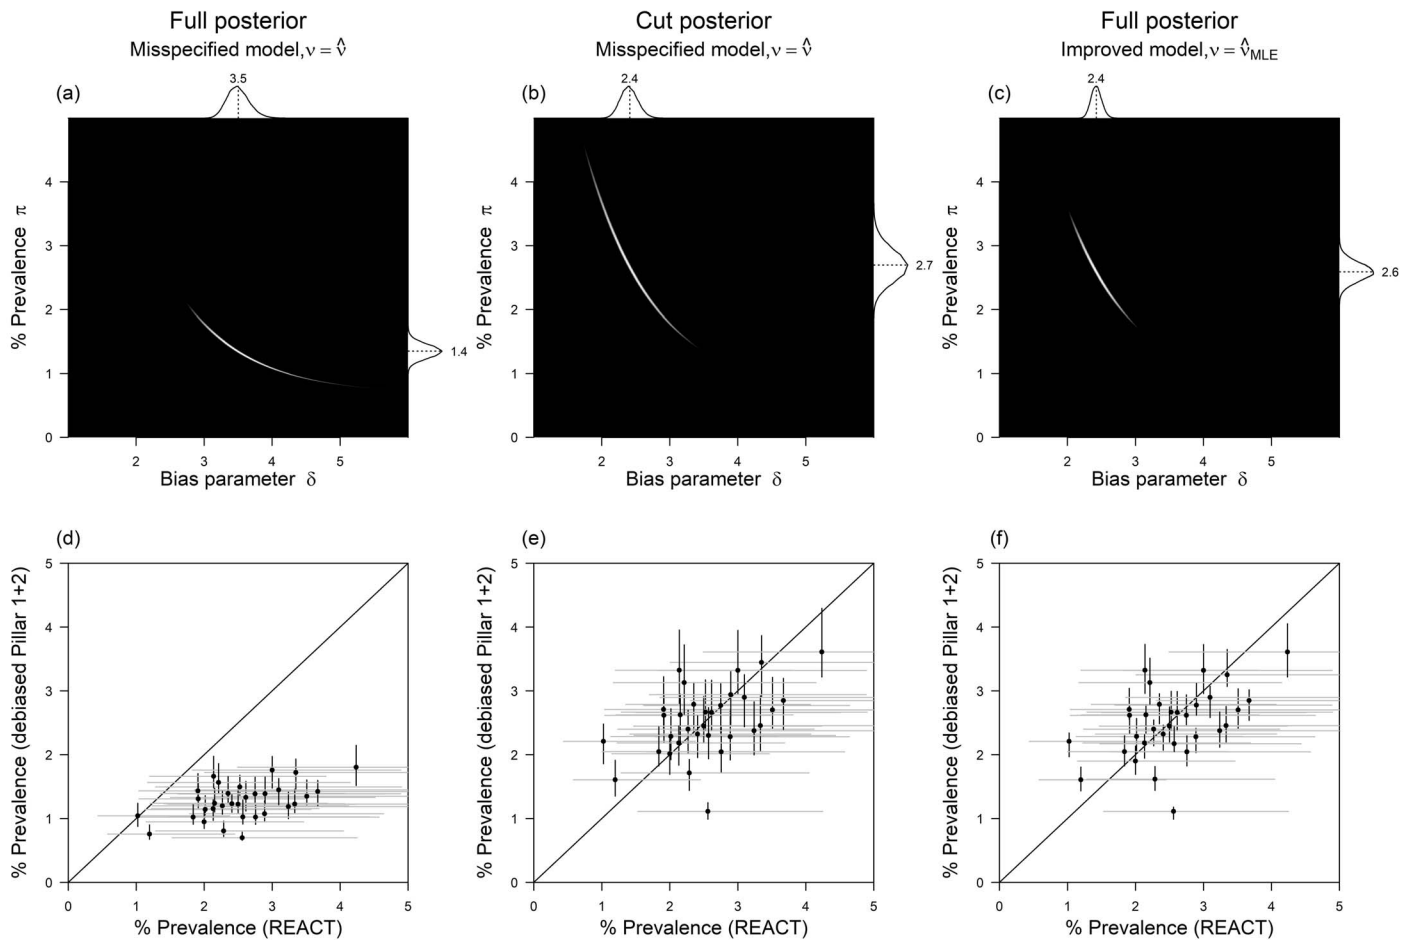 Full posterior
Misspecified model,ν = ν̂
Cut posterior
Misspecified model,ν = ν̂
Full posterior
Improved model,ν = ν̂MLE
(a)
3.5
% Prevalence π
4
3
2
1
0
1.4
2 3 4 5
Bias parameter δ
(b)
2.4
% Prevalence π
4
3
2
1
0
2.7
2 3 4 5
Bias parameter δ
(c)
2.4
% Prevalence π
4
3
2
1
0
2.6
2 3 4 5
Bias parameter δ
(d)
% Prevalence (debiased Pillar 1+2)
5
4
3
2
1
0
0 1 2 3 4 5
% Prevalence (REACT)
(e)
% Prevalence (debiased Pillar 1+2)
5
4
3
2
1
0
0 1 2 3 4 5
% Prevalence (REACT)
(f)
% Prevalence (debiased Pillar 1+2)
5
4
3
2
1
0
0 1 2 3 4 5
% Prevalence (REACT)